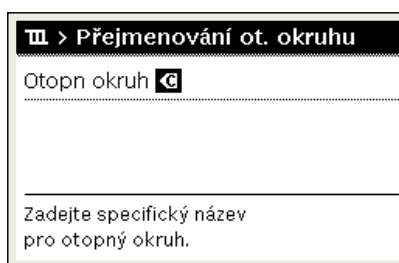 > Přejmenování ot. okruhu
Otopn okruh C
Zadejte specifický název
pro otopný okruh.